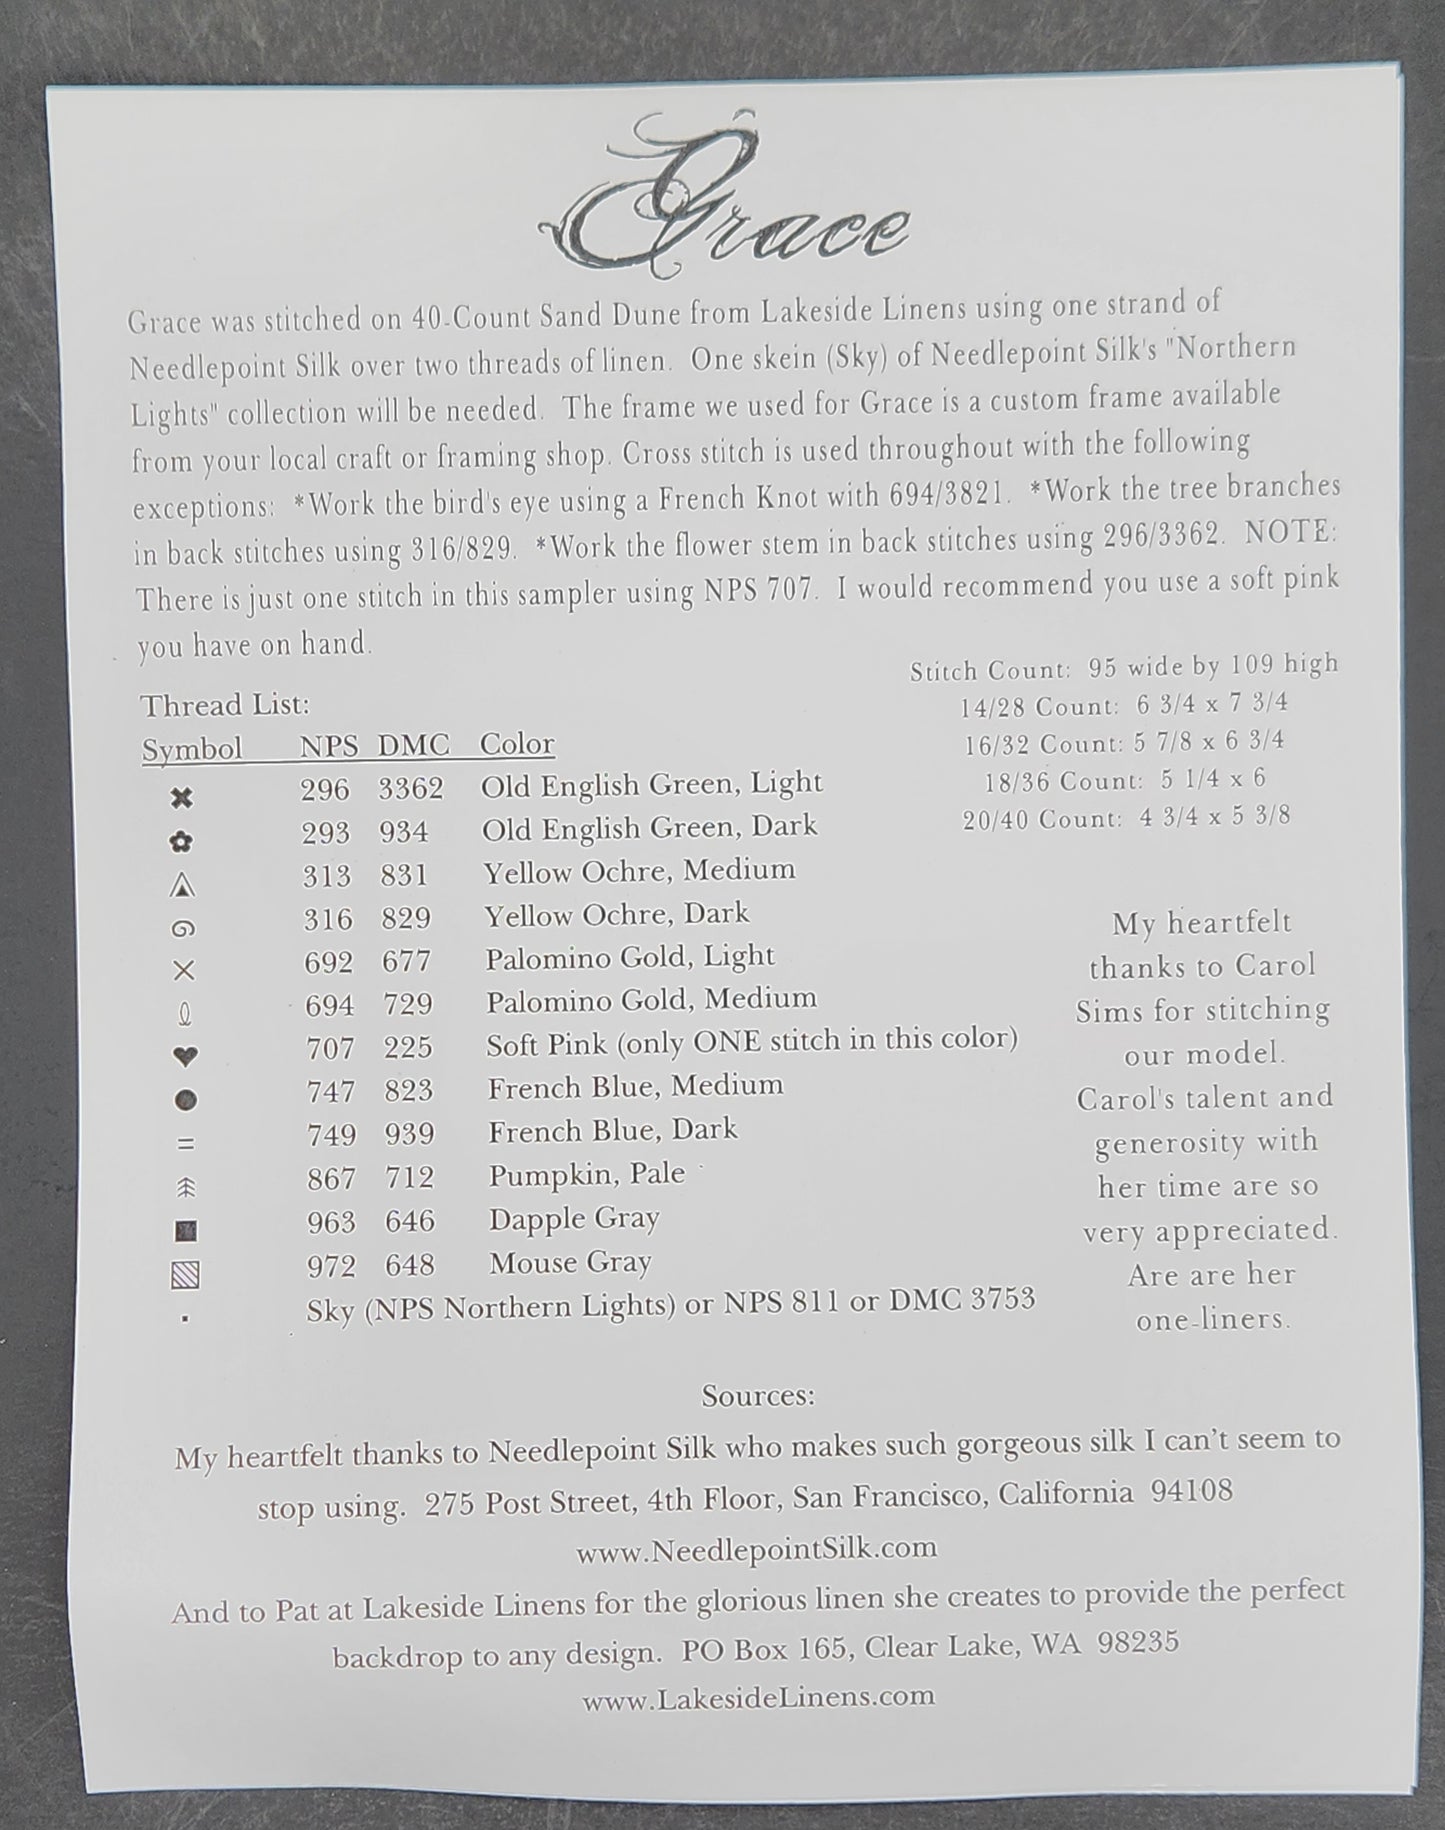 Grace
Grace was stitched on 40-Count Sand Dune from Lakeside Linens using one strand of
Needlepoint Silk over two threads of linen. One skein (Sky) of Needlepoint Silk's "Northern
Lights" collection will be needed. The frame we used for Grace is a custom frame available
from your local craft or framing shop. Cross stitch is used throughout with the following
exceptions: *Work the bird's eye using a French Knot with 694/3821. *Work the tree branches
in back stitches using 316/829. *Work the flower stem in back stitches using 296/3362. NOTE:
There is just one stitch in this sampler using NPS 707. I would recommend you use a soft pink
you have on hand.
Stitch Count: 95 wide by 109 high
14/28 Count: 6 3/4 x 7 3/4
16/32 Count: 5 7/8 x 6 3/4
18/36 Count: 5 1/4 x 6
20/40 Count: 4 3/4 x 5 3/8
Thread List:
Symbol NPS DMC Color
296 3362 Old English Green, Light
293 934 Old English Green, Dark
313 831 Yellow Ochre, Medium
316 829 Yellow Ochre, Dark
692 677 Palomino Gold, Light
694 729 Palomino Gold, Medium
707 225 Soft Pink (only ONE stitch in this color)
747 823 French Blue, Medium
749 939 French Blue, Dark
867 712 Pumpkin, Pale
963 646 Dapple Gray
972 648 Mouse Gray
Sky (NPS Northern Lights) or NPS 811 or DMC 3753
My heartfelt
thanks to Carol
Sims for stitching
our model.
Carol's talent and
generosity with
her time are so
very appreciated.
Are are her
one-liners.
Sources:
My heartfelt thanks to Needlepoint Silk who makes such gorgeous silk I can't seem to
stop using. 275 Post Street, 4th Floor, San Francisco, California 94108
www.NeedlepointSilk.com
And to Pat at Lakeside Linens for the glorious linen she creates to provide the perfect
backdrop to any design. PO Box 165, Clear Lake, WA 98235
www.LakesideLinens.com